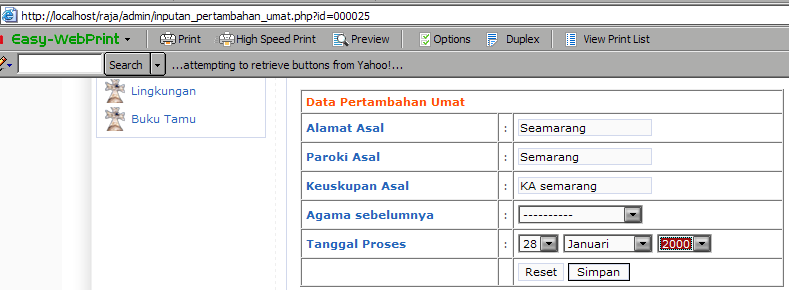 http://localhost/raja/admin/inputan_pertambahan_umat.php?id=000025
Easy-WebPrint Print High Speed Print Preview Options Duplex View Print List
Search ...attempting to retrieve buttons from Yahoo!...
Lingkungan
Buku Tamu
Data Pertambahan Umat
Alamat Asal : Seamarang
Paroki Asal : Semarang
Keuskupan Asal : KA semarang
Agama sebelumnya : ----------
Tanggal Proses : 28 Januari 2000
Reset Simpan